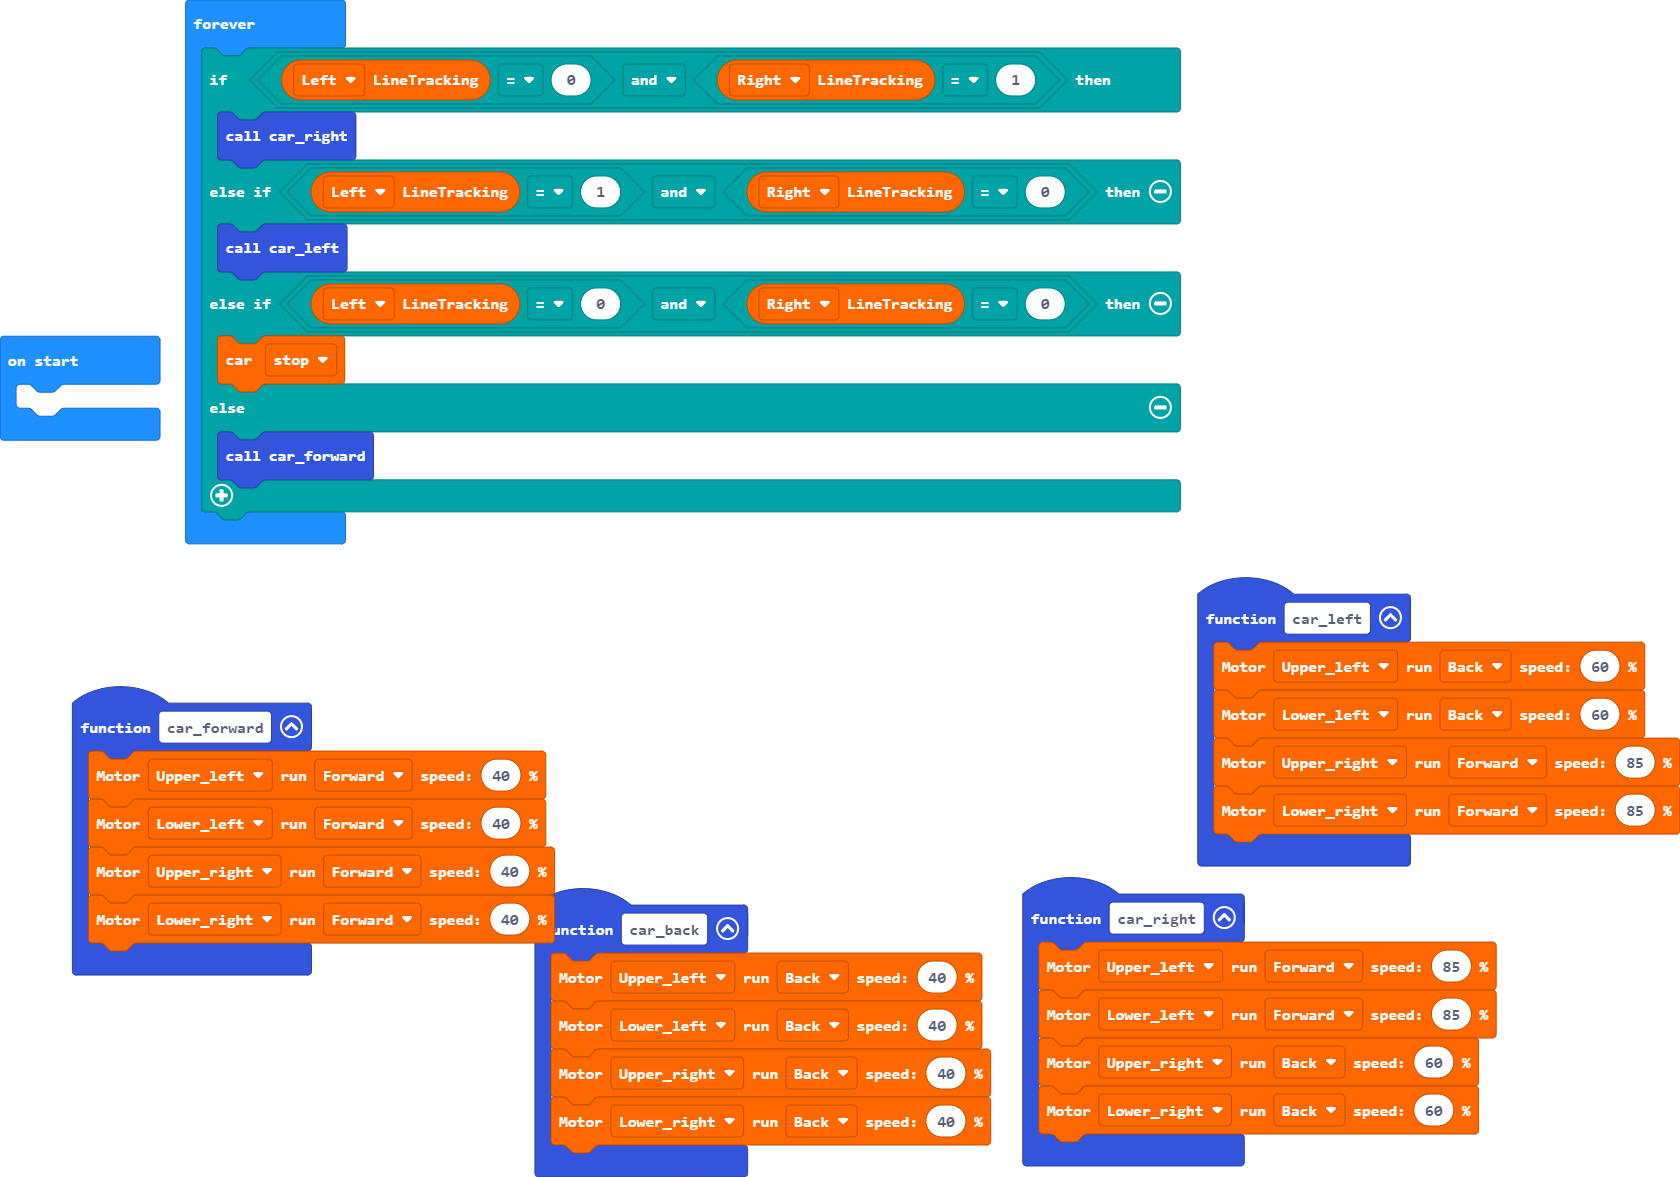 forever
if Left LineTracking = 0 and Right LineTracking = 1 then
call car_right
else if Left LineTracking = 1 and Right LineTracking = 0 then
call car_left
else if Left LineTracking = 0 and Right LineTracking = 0 then
car stop
else
call car_forward
on start
function car_forward
Motor Upper_left run Forward speed: 40 %
Motor Lower_left run Forward speed: 40 %
Motor Upper_right run Forward speed: 40 %
Motor Lower_right run Forward speed: 40 %
unction car_back
Motor Upper_left run Back speed: 40 %
Motor Lower_left run Back speed: 40 %
Motor Upper_right run Back speed: 40 %
Motor Lower_right run Back speed: 40 %
function car_left
Motor Upper_left run Back speed: 60 %
Motor Lower_left run Back speed: 60 %
Motor Upper_right run Forward speed: 85 %
Motor Lower_right run Forward speed: 85 %
function car_right
Motor Upper_left run Forward speed: 85 %
Motor Lower_left run Forward speed: 85 %
Motor Upper_right run Back speed: 60 %
Motor Lower_right run Back speed: 60 %